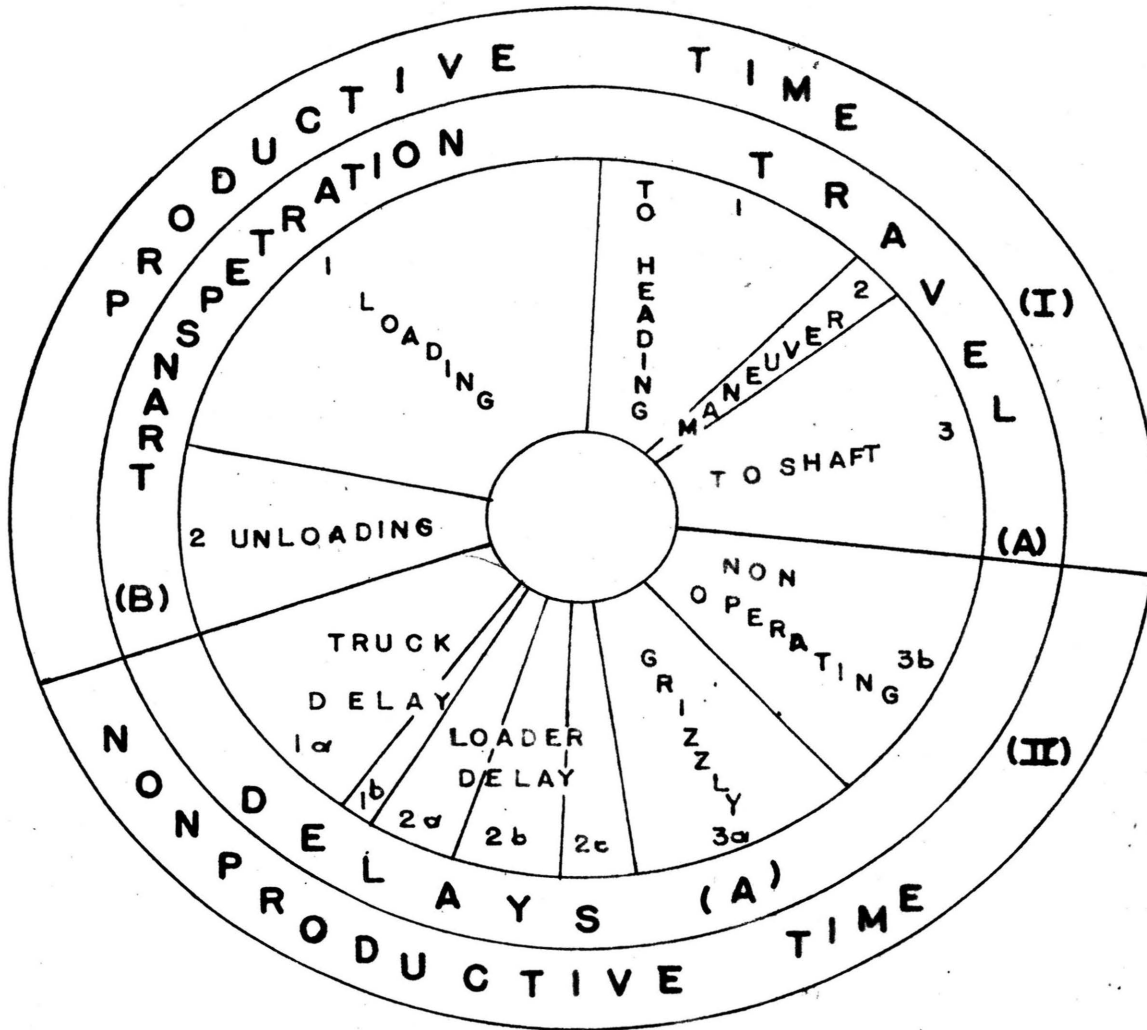 PRODUCTIVE TIME
(I)
TRANSPETRATION
(B)
TRAVEL
(A)
1
LOADING
2 UNLOADING
TO HEADING
1
MANEUVER 2
TO SHAFT
3
NON
OPERATING
3b
GRIZZLY
3a
TRUCK
DELAY
1a
1b
LOADER
DELAY
2a
2b
2c
DELAYS (A)
NONPRODUCTIVE TIME
(II)